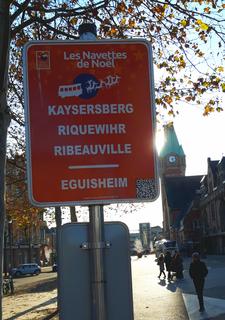 Les Navettes
de Noël
KAYSERSBERG
RIQUEWIHR
RIBEAUVILLE
EGUISHEIM